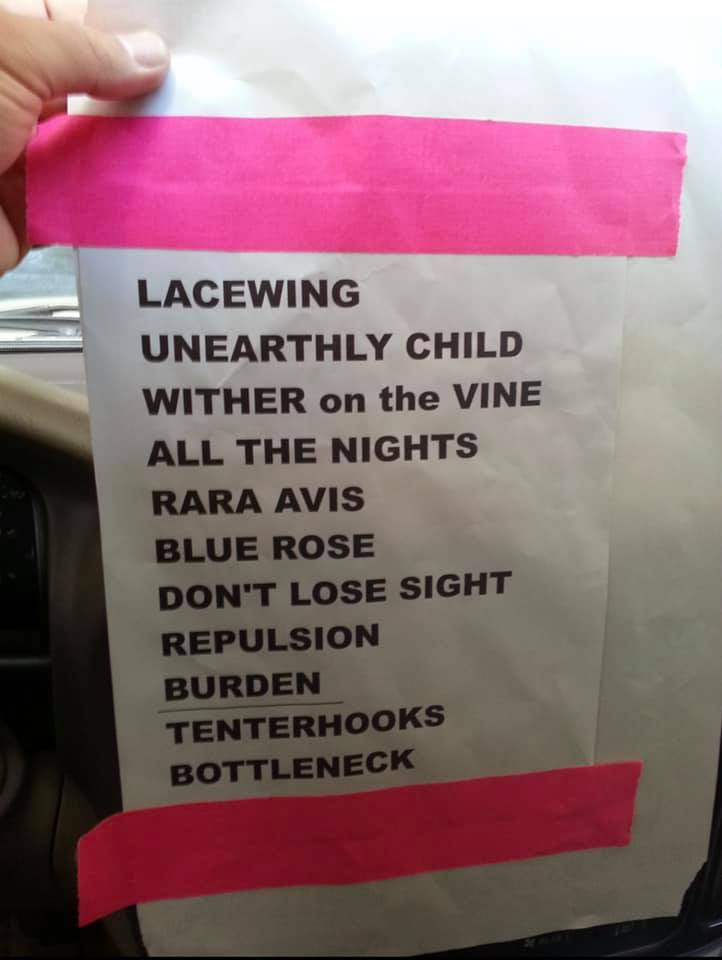 LACEWING
UNEARTHLY CHILD
WITHER on the VINE
ALL THE NIGHTS
RARA AVIS
BLUE ROSE
DON'T LOSE SIGHT
REPULSION
BURDEN
TENTERHOOKS
BOTTLENECK